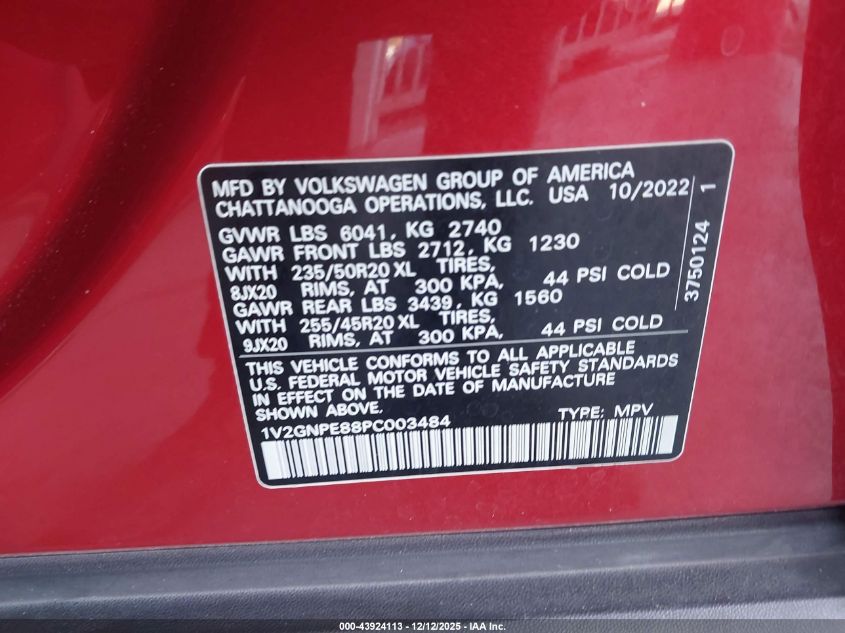 MFD BY VOLKSWAGEN GROUP OF AMERICA
CHATTANOOGA OPERATIONS, LLC. USA 10/2022
GVWR LBS 6041, KG 2740
GAWR FRONT LBS 2712, KG 1230
WITH 235/50R20 XL TIRES,
8JX20 RIMS, AT 300 KPA, 44 PSI COLD
GAWR REAR LBS 3439, KG 1560
WITH 255/45R20 XL TIRES,
9JX20 RIMS, AT 300 KPA, 44 PSI COLD
THIS VEHICLE CONFORMS TO ALL APPLICABLE
U.S. FEDERAL MOTOR VEHICLE SAFETY STANDARDS
IN EFFECT ON THE DATE OF MANUFACTURE
SHOWN ABOVE.
TYPE: MPV
1V2GNPE88PC003484
3750124 1
000-43924113 - 12/12/2025 - IAA Inc.